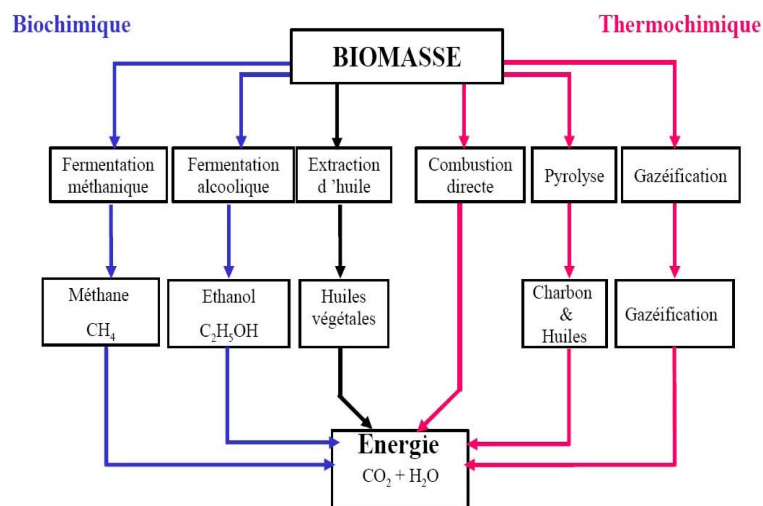 Biochimique
Thermochimique
BIOMASSE
Fermentation
méthanique
Fermentation
alcoolique
Extraction
d ’huile
Combustion
directe
Pyrolyse
Gazéification
Méthane
CH₄
Ethanol
C₂H₅OH
Huiles
végétales
Charbon
&
Huiles
Gazéification
Energie
CO₂ + H₂O